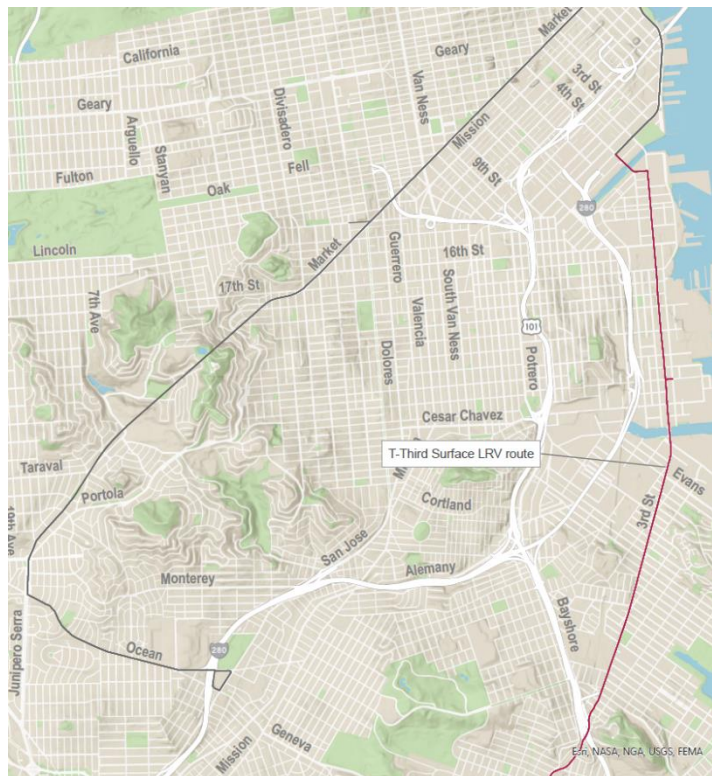 California
Geary
Market
3rd St
4th St
Van Ness
Divisadero
Geary
Arguello
Stanyan
Mission
9th St
Fell
Fulton
Oak
280
Lincoln
Market
Guerrero
16th St
17th St
7th Ave
Valencia
South Van Ness
101
Dolores
Potrero
Cesar Chavez
T-Third Surface LRV route
Taraval
Portola
Evans
Cortland
19th Ave
3rd St
San Jose
Alemany
Monterey
Bayshore
Junipero Serra
Ocean
280
Geneva
Mission
Esri, NASA, NGA, USGS, FEMA